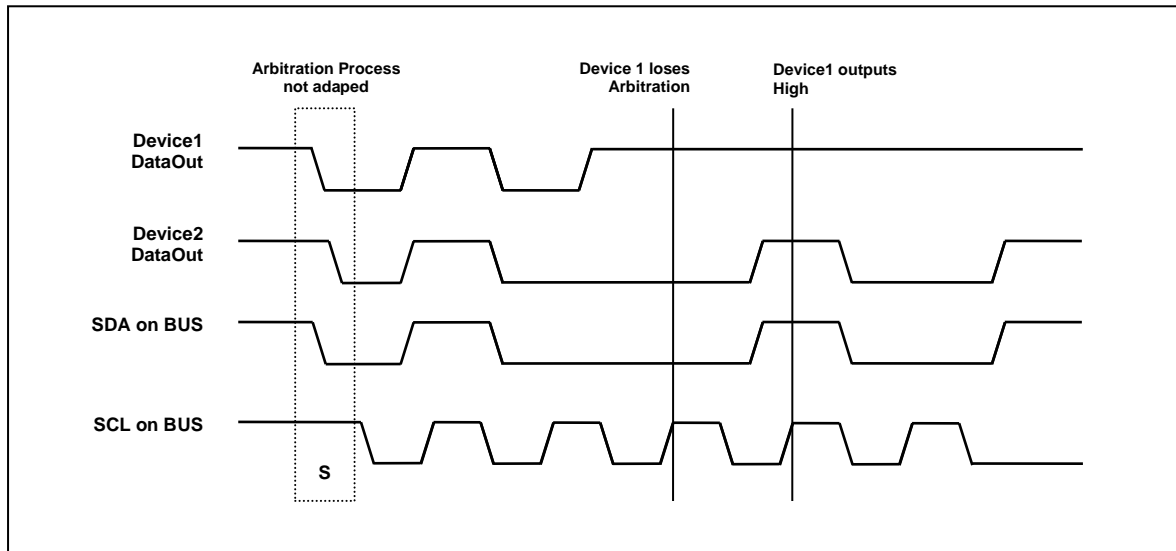 Arbitration Process
not adaped
Device 1 loses
Arbitration
Device1 outputs
High
Device1
DataOut
Device2
DataOut
SDA on BUS
SCL on BUS
S